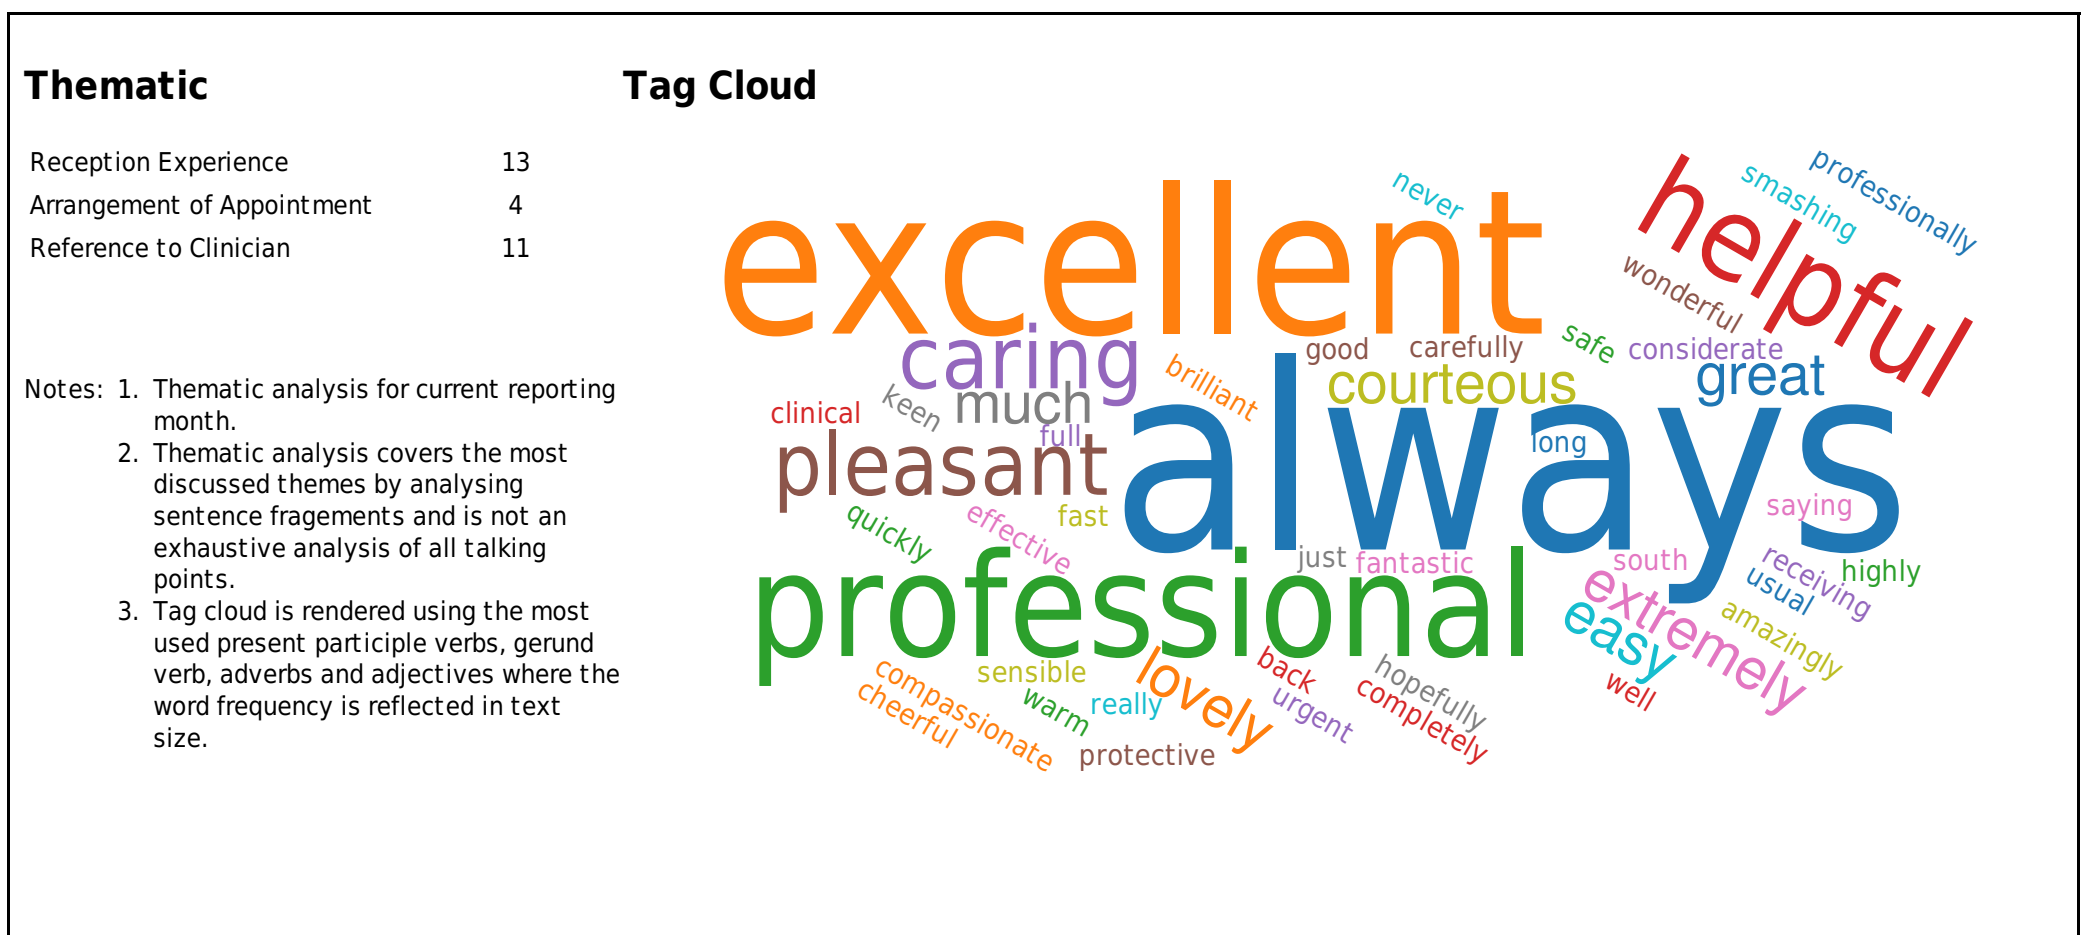 Thematic
Tag Cloud
Reception Experience 13
Arrangement of Appointment 4
Reference to Clinician 11
Notes: 1. Thematic analysis for current reporting
month.
2. Thematic analysis covers the most
discussed themes by analysing
sentence fragements and is not an
exhaustive analysis of all talking
points.
3. Tag cloud is rendered using the most
used present participle verbs, gerund
verb, adverbs and adjectives where the
word frequency is reflected in text
size.
professionally
smashing
never
helpful
excellent
wonderful
safe
good
carefully
considerate
caring
brilliant
courteous
great
keen
much
clinical
full
always
long
pleasant
saying
quickly
effective
fast
just
fantastic
south
receiving
highly
usual
professional
extremely
easy
amazingly
compassionate
sensible
lovely
back
hopefully
well
cheerful
warm
really
urgent
completely
protective